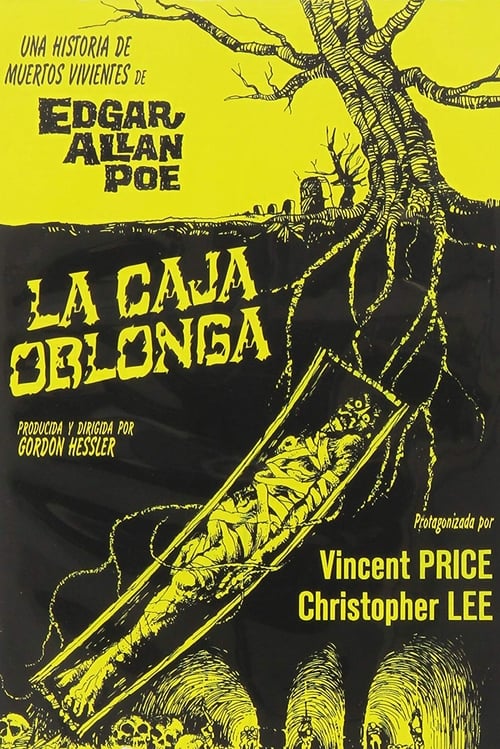 UNA HISTORIA DE
MUERTOS VIVIENTES DE
EDGAR
ALLAN
POE
LA CAJA
OBLONGA
PRODUCIDA Y DIRIGIDA POR
GORDON HESSLER
Protagonizada por
Vincent PRICE
Christopher LEE